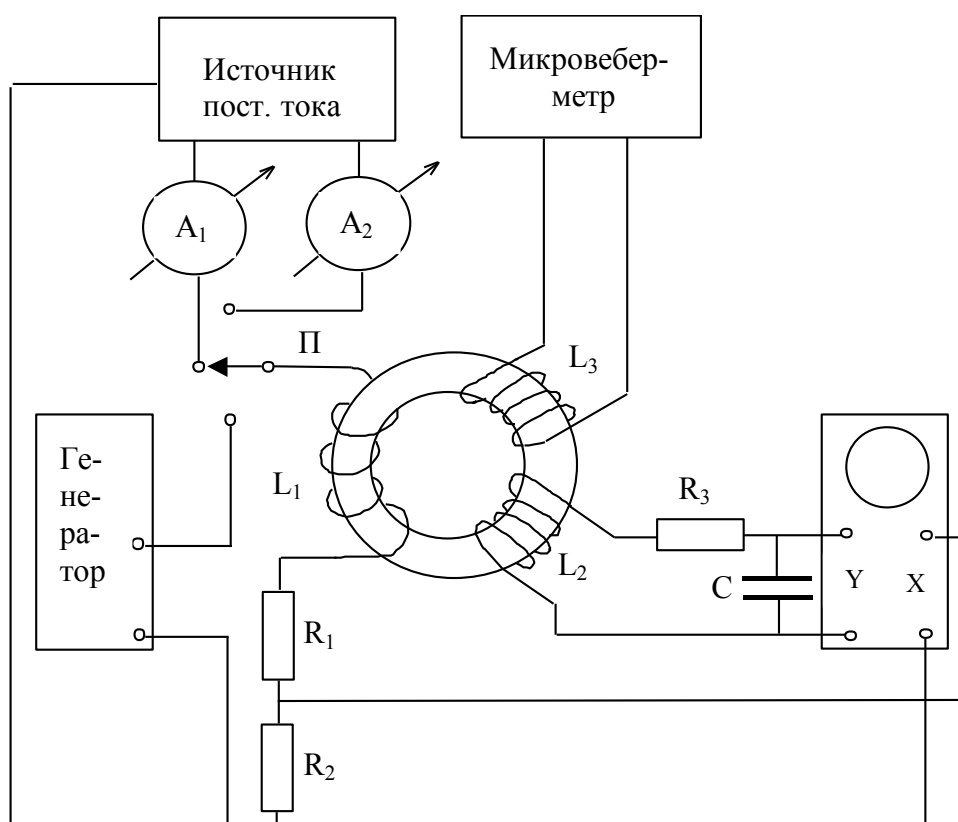 Источник
пост. тока
Микровебер-
метр
A₁
A₂
П
L₃
Ге-
не-
ра-
тор
L₁
R₃
L₂
C
Y
X
R₁
R₂